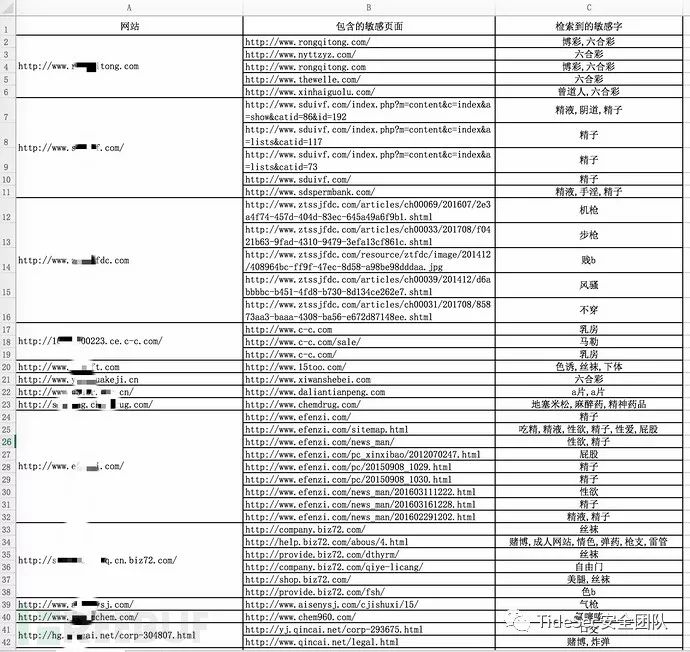 A B C
1 网站 包含的敏感页面 检索到的敏感字
2 http://www.rongqitong.com/ 博彩,六合彩
3 http://www.nyttzyz.com/ 六合彩
4 http://www.r tong.com http://www.rongqitong.com 博彩,六合彩
5 http://www.thewelle.com/ 六合彩
6 http://www.xinhaiguolu.com/ 曾道人,六合彩
7 http://www.sduivf.com/index.php?m=content&c=index&a
=show&catid=86&id=192 精液,阴道,精子
8 http://www.s f.com/ http://www.sduivf.com/index.php?m=content&c=index&a
=lists&catid=117 精子
9 http://www.sduivf.com/index.php?m=content&c=index&a
=lists&catid=73 精子
10 http://www.sduivf.com/ 精子
11 http://www.sdspermbank.com/ 精液,手淫,精子
12 http://www.ztssjfdc.com/articles/ch00069/201607/2e3
a4f74-457d-404d-83ec-645a49a6f9b1.shtml 机枪
13 http://www.ztssjfdc.com/articles/ch00033/201708/f04
21b63-9fad-4310-9479-3efa13cf861c.shtml 步枪
14 http://www.z fdc.com http://www.ztssjfdc.com/resource/ztfdc/image/201412
/408964bc-ff9f-47ec-8d58-a98be98dddaa.jpg 贱b
15 http://www.ztssjfdc.com/articles/ch00039/201412/d6a
bbbbc-b451-4fd8-b730-8d134ce262e7.shtml 风骚
16 http://www.ztssjfdc.com/articles/ch00031/201708/858
73aa3-baaa-4308-ba56-e672d87148ee.shtml 不穿
17 http://www.c-c.com 乳房
18 http://10 00223.ce.c-c.com/ http://www.c-c.com/sale/ 马勒
19 http://www.c-c.com/ 乳房
20 http://www. ft.com http://www.15too.com/ 色诱,丝袜,下体
21 http://www.y uakeji.cn http://www.xiwanshebei.com 六合彩
22 http://www. cn/ http://www.daliantianpeng.com a片,a片
23 http://a ug.com/ http://www.chemdrug.com/ 地塞米松,麻醉药,精神药品
24 http://www.efenzi.com/ 精子
25 http://www.efenzi.com/sitemap.html 吃精,精液,性欲,精子,性爱,屁股
26 http://www.efenzi.com/news_man/ 性欲,精子
27 http://www.efenzi.com/pc_xinxibao/2012070247.html 屁股
28 http://www.e i.com/ http://www.efenzi.com/pc/20150908_1029.html 精子
29 http://www.efenzi.com/pc/20150908_1030.html 精子
30 http://www.efenzi.com/news_man/201603111222.html 性欲
31 http://www.efenzi.com/news_man/201603161228.html 精子
32 http://www.efenzi.com/news_man/201602291202.html 精液,精子
33 http://company.biz72.com/ 丝袜
34 http://help.biz72.com/abous/4.html 赌博,成人网站,情色,弹药,枪支,雷管
35 http://s q.cn.biz72.com/ http://provide.biz72.com/dthyrm/ 丝袜
36 http://company.biz72.com/qiye-licang/ 自由门
37 http://shop.biz72.com/ 美腿,丝袜
38 http://provide.biz72.com/fsh/ 色b
39 http://www. sj.com/ http://www.aisenysj.com/cjishuxi/15/ 气枪
40 http://www. chem.com/ http://www.chem960.com/
41 http://hg. ai.net/corp-304807.html http://yj.qincai.net/corp-293675.html
42 http://www.qincai.net/legal.html 赌博,炸弹
TideSec安全团队